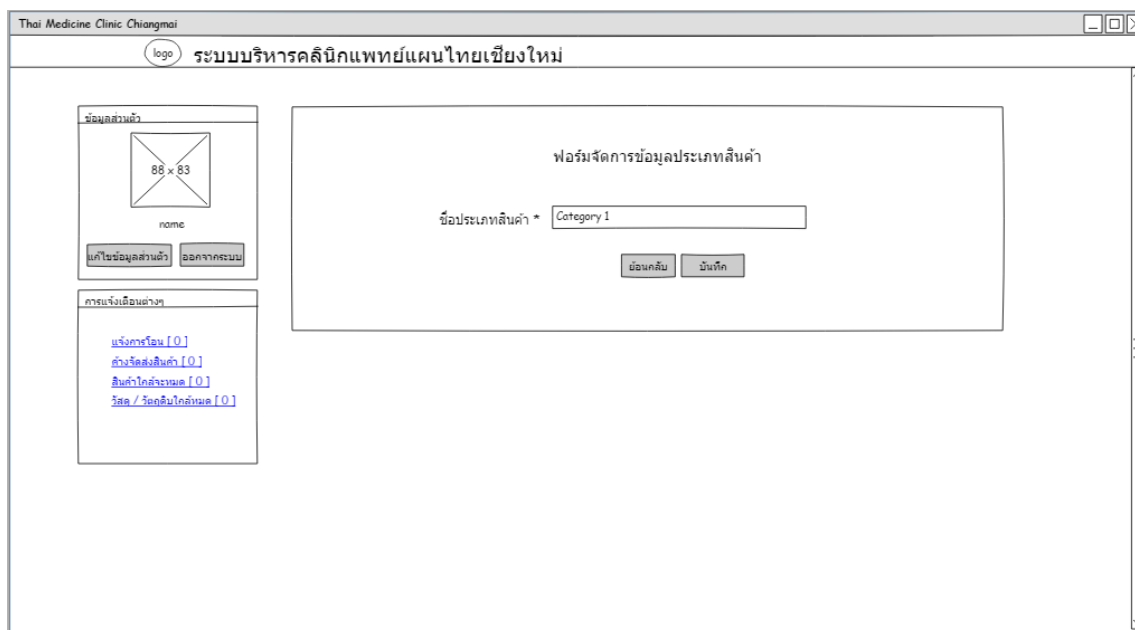 Thai Medicine Clinic Chiangmai
logo ระบบบริหารคลินิกแพทย์แผนไทยเชียงใหม่
ข้อมูลส่วนตัว
88 x 83
name
แก้ไขข้อมูลส่วนตัว ออกจากระบบ
การแจ้งเตือนต่างๆ
แจ้งการโอน [ 0 ]
ค้างจัดส่งสินค้า [ 0 ]
สินค้าใกล้จะหมด [ 0 ]
วัสดุ / วัตถุดิบใกล้หมด [ 0 ]
ฟอร์มจัดการข้อมูลประเภทสินค้า
ชื่อประเภทสินค้า * Category 1
ย้อนกลับ บันทึก